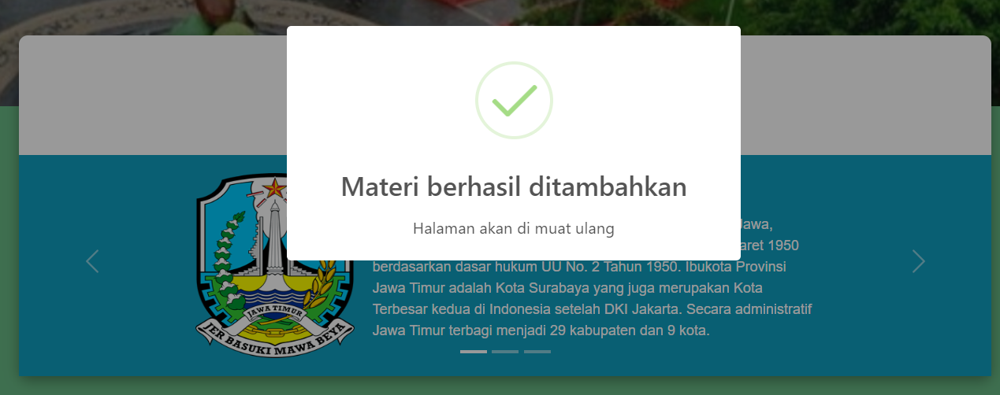 Materi berhasil ditambahkan
Halaman akan di muat ulang
Jawa,
aret 1950
berdasarkan dasar hukum UU No. 2 Tahun 1950. Ibukota Provinsi
Jawa Timur adalah Kota Surabaya yang juga merupakan Kota
Terbesar kedua di Indonesia setelah DKI Jakarta. Secara administratif
Jawa Timur terbagi menjadi 29 kabupaten dan 9 kota.
JAWA TIMUR
JER BASUKI MAWA BEYA